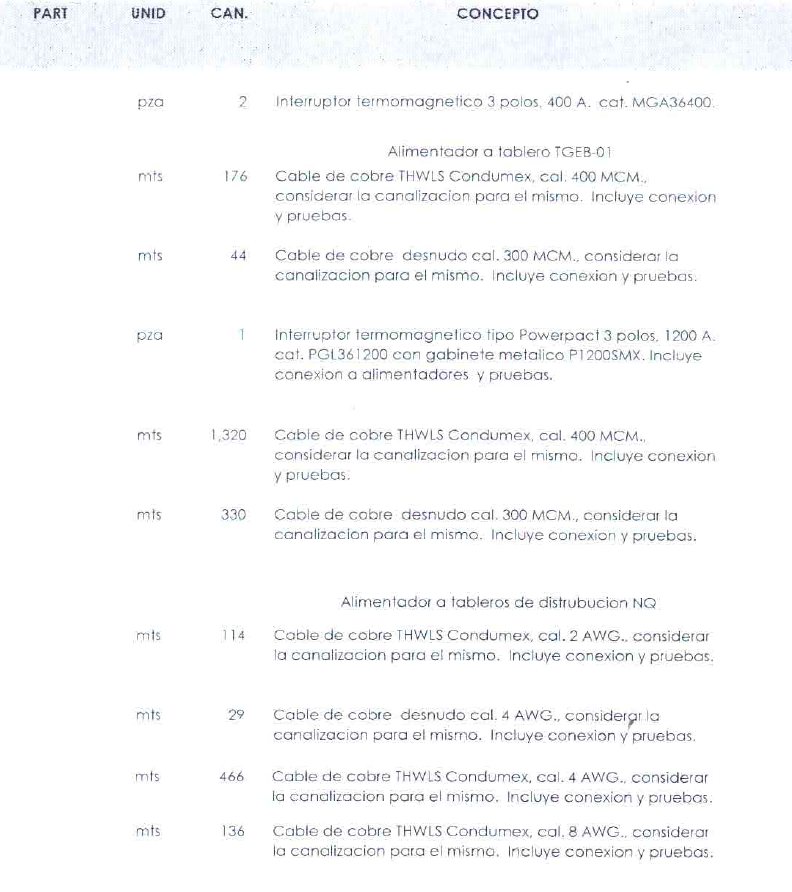 PART UNID CAN. CONCEPTO
pza 2 Interruptor termomagnetico 3 polos, 400 A. cat. MGA36400.
Alimentador a tablero TGEB-01
mts 176 Cable de cobre THWLS Condumex, cal. 400 MCM.,
considerar la canalizacion para el mismo. Incluye conexion
y pruebas.
mts 44 Cable de cobre desnudo cal. 300 MCM., considerar la
canalizacion para el mismo. Incluye conexion y pruebas.
pza 1 Interruptor termomagnetico tipo Powerpact 3 polos, 1200 A.
cat. PGL361200 con gabinete metalico P1200SMX. Incluye
conexion a alimentadores y pruebas.
mts 1,320 Cable de cobre THWLS Condumex, cal. 400 MCM.,
considerar la canalizacion para el mismo. Incluye conexion
y pruebas.
mts 330 Cable de cobre desnudo cal. 300 MCM., considerar la
canalizacion para el mismo. Incluye conexion y pruebas.
Alimentador a tableros de distrubucion NQ
mts 114 Cable de cobre THWLS Condumex, cal. 2 AWG., considerar
la canalizacion para el mismo. Incluye conexion y pruebas.
mts 29 Cable de cobre desnudo cal. 4 AWG., considerar la
canalizacion para el mismo. Incluye conexion y pruebas.
mts 466 Cable de cobre THWLS Condumex, cal. 4 AWG., considerar
la canalizacion para el mismo. Incluye conexion y pruebas.
mts 136 Cable de cobre THWLS Condumex, cal. 8 AWG., considerar
la canalizacion para el mismo. Incluye conexion y pruebas.